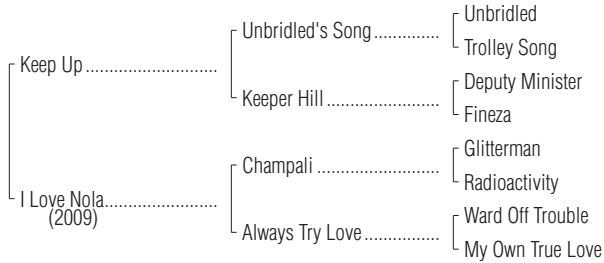 Unbridled
Unbridled's Song..............
Trolley Song
Keep Up...........................
Deputy Minister
Keeper Hill .......................
Fineza
Glitterman
Champali .........................
Radioactivity
I Love Nola.......................
(2009)
Ward Off Trouble
Always Try Love................
My Own True Love